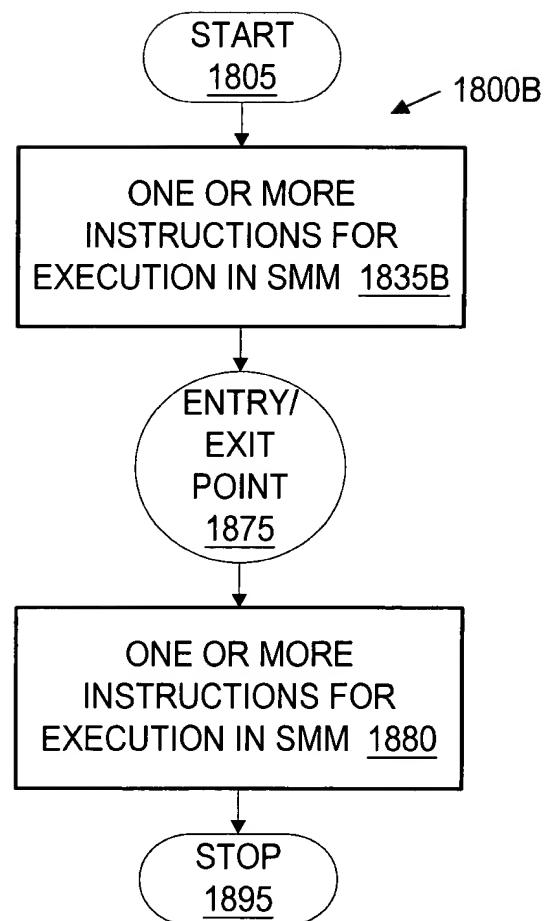 START
1805
1800B
ONE OR MORE
INSTRUCTIONS FOR
EXECUTION IN SMM 1835B
ENTRY/
EXIT
POINT
1875
ONE OR MORE
INSTRUCTIONS FOR
EXECUTION IN SMM 1880
STOP
1895